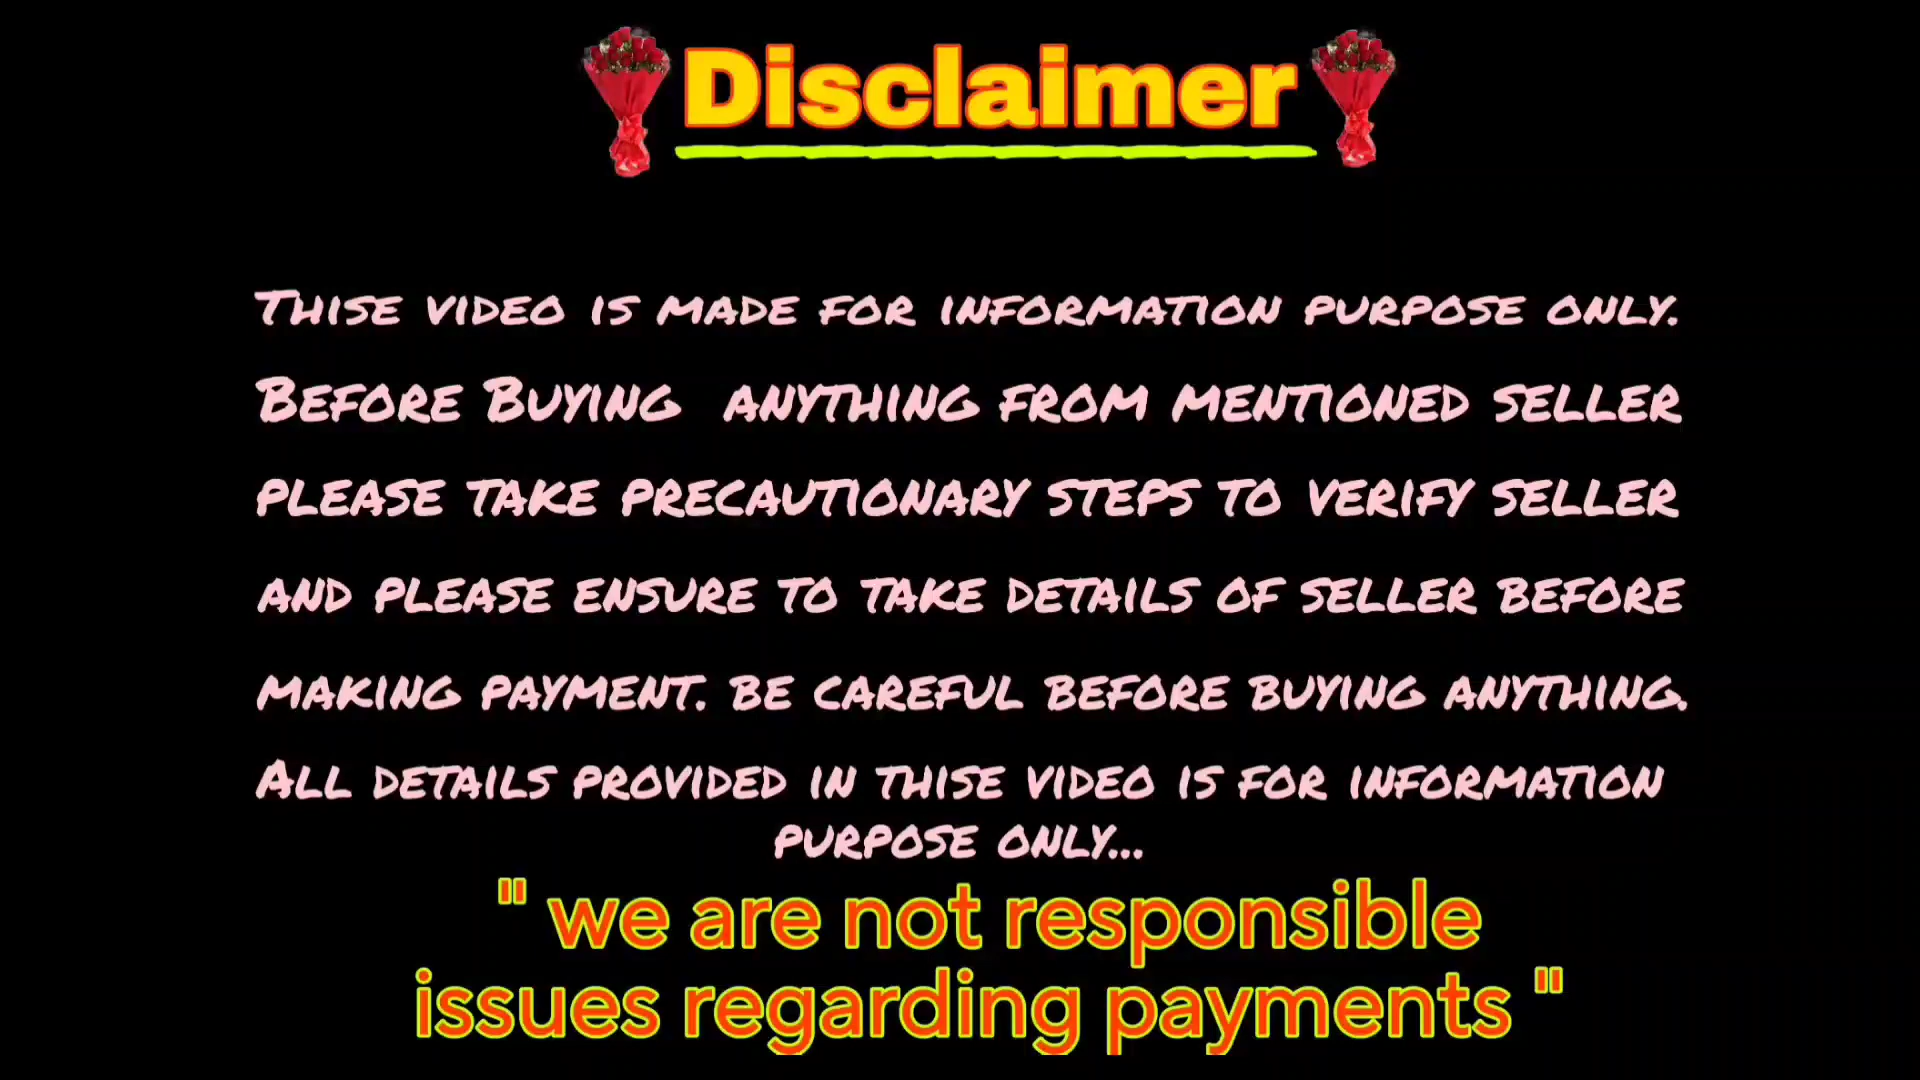 Disclaimer
Thise video is made for information purpose only.
Before Buying anything from mentioned seller
please take precautionary steps to verify seller
and please ensure to take details of seller before
making payment. be careful before buying anything.
All details provided in thise video is for information
purpose only...
" we are not responsible
issues regarding payments "